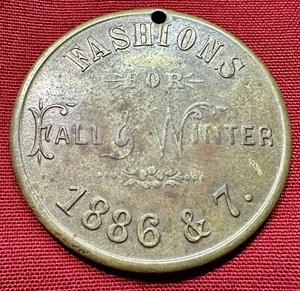 FASHIONS
FOR
FALL & WINTER
1886 & 7.